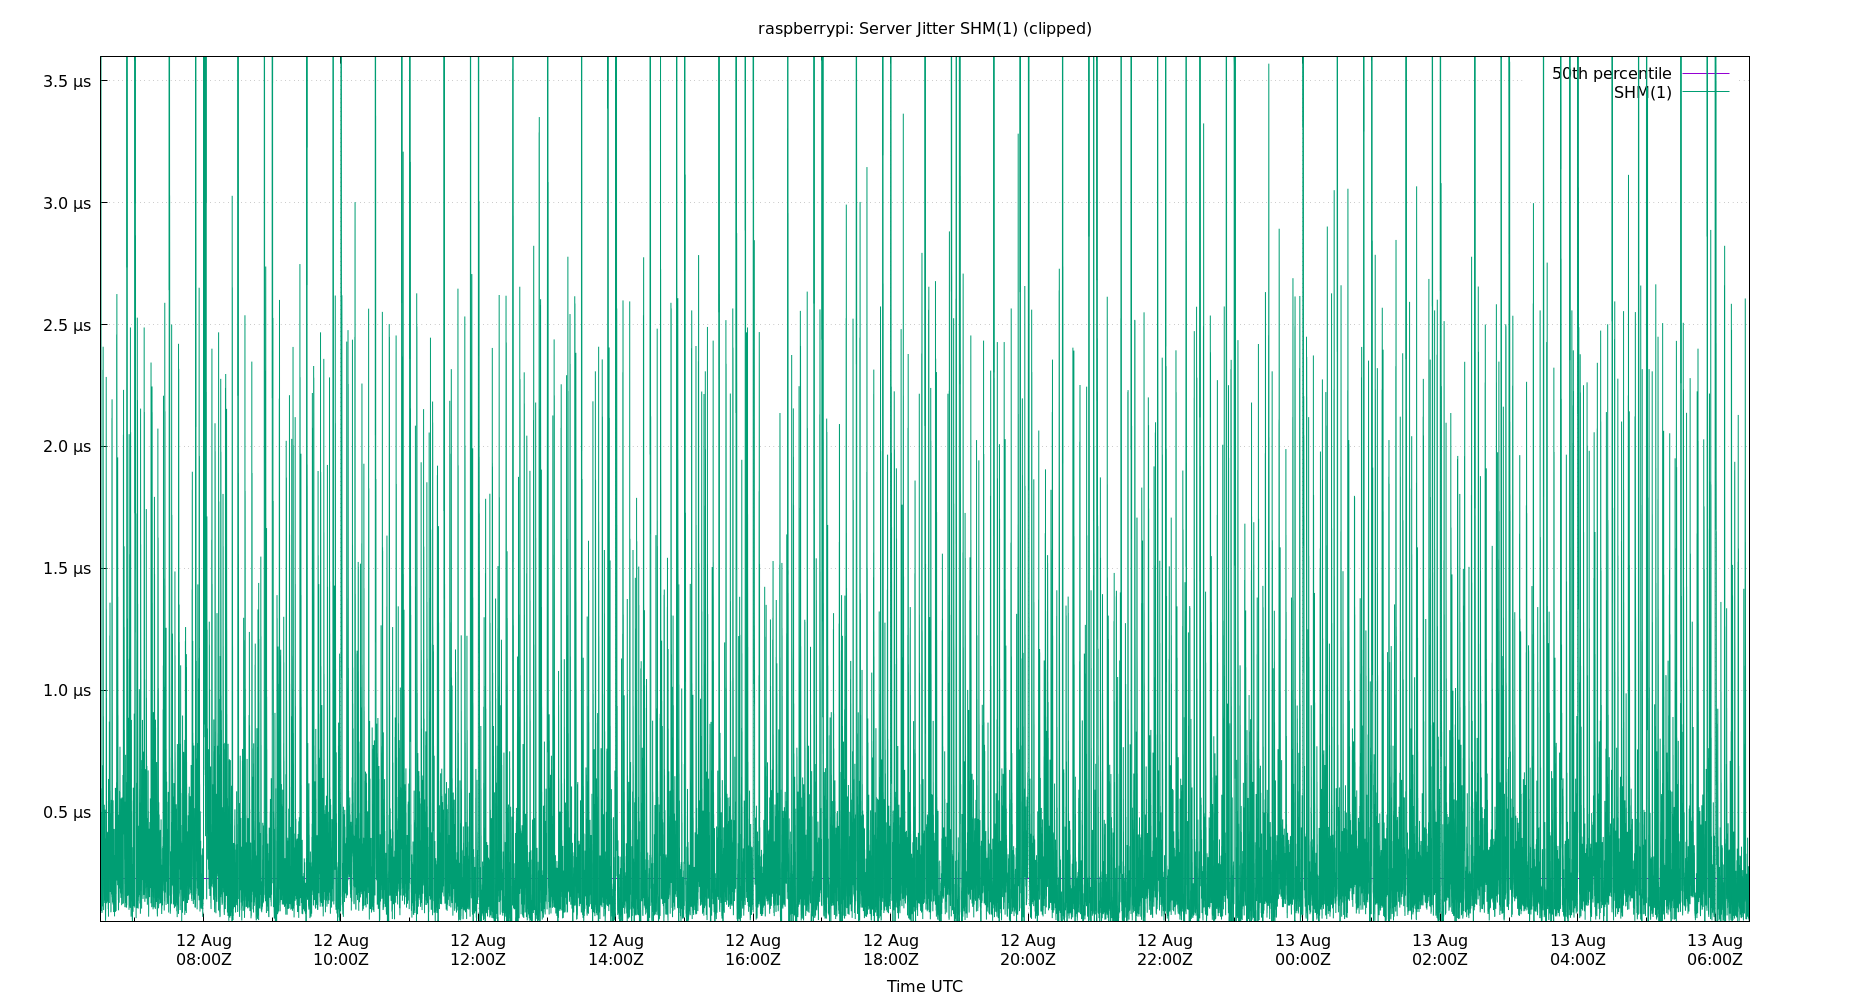 raspberrypi: Server Jitter SHM(1) (clipped)
50th percentile
SHM(1)
3.5 µs
3.0 µs
2.5 µs
2.0 µs
1.5 µs
1.0 µs
0.5 µs
12 Aug 12 Aug 12 Aug 12 Aug 12 Aug 12 Aug 12 Aug 12 Aug 13 Aug 13 Aug 13 Aug 13 Aug
08:00Z 10:00Z 12:00Z 14:00Z 16:00Z 18:00Z 20:00Z 22:00Z 00:00Z 02:00Z 04:00Z 06:00Z
Time UTC